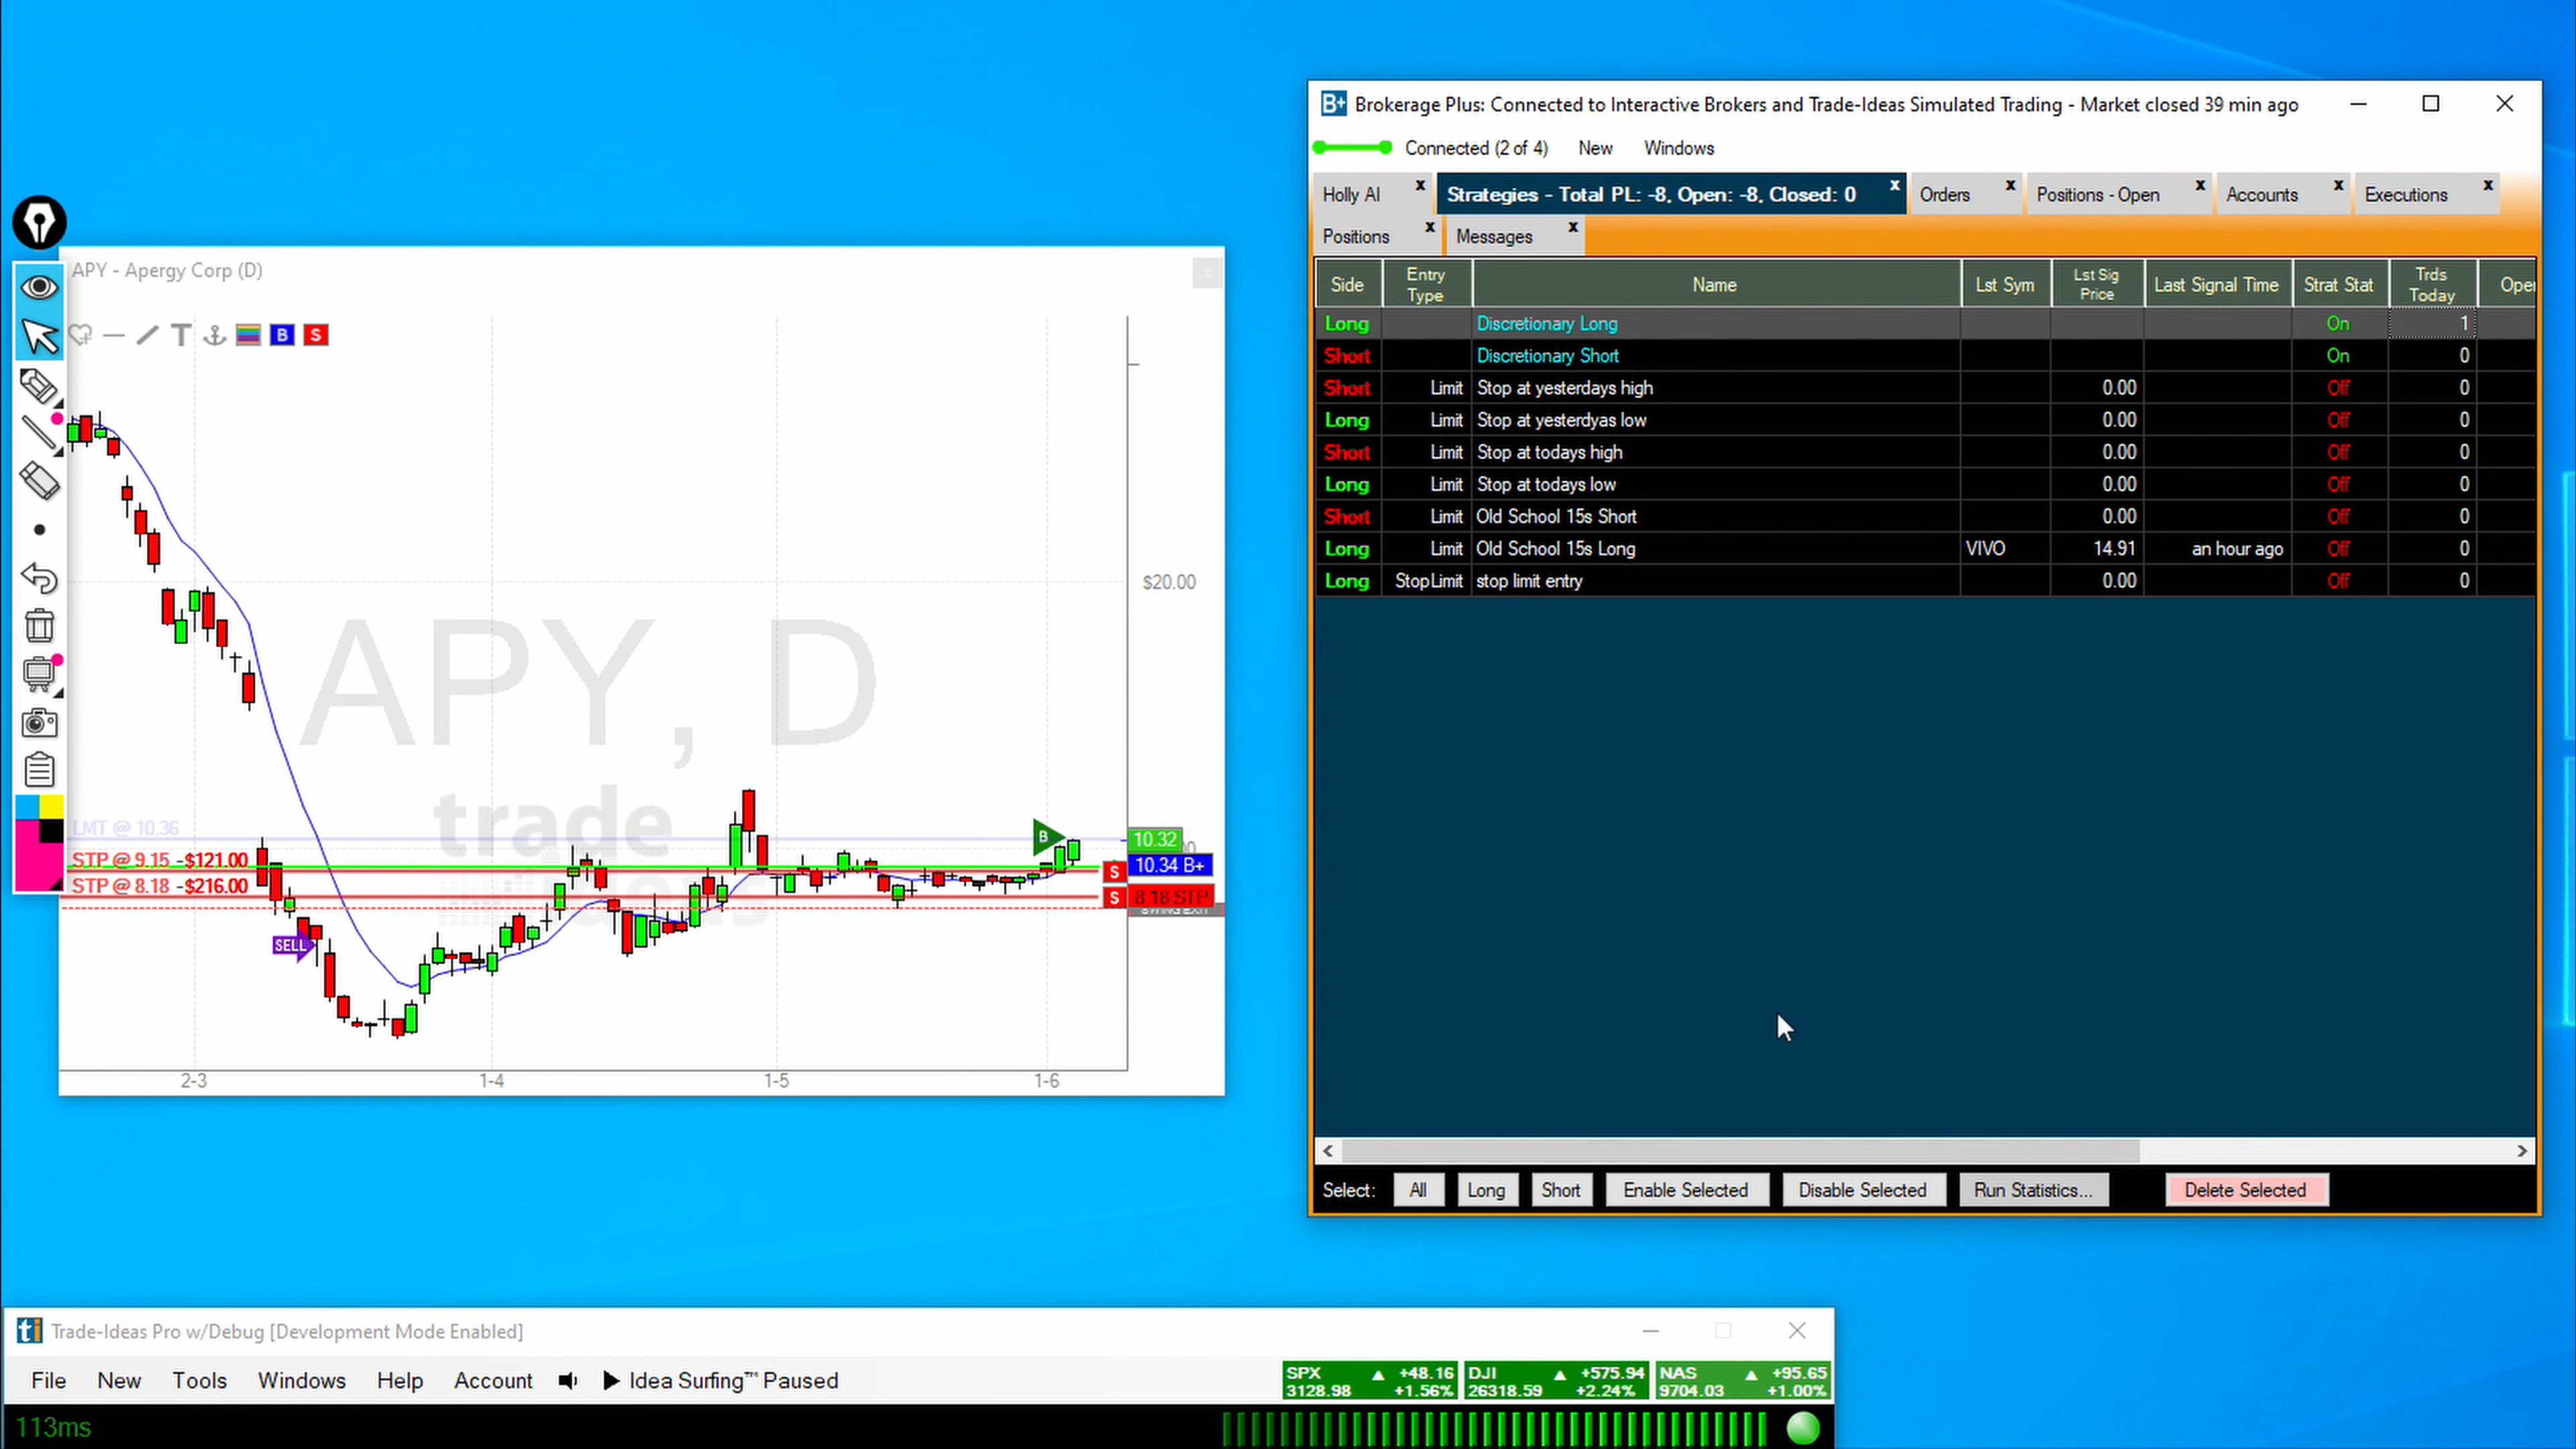 B+ Brokerage Plus: Connected to Interactive Brokers and Trade-Ideas Simulated Trading - Market closed 39 min ago
Connected (2 of 4) New Windows
Holly AI x Strategies - Total PL: -8, Open: -8, Closed: 0 x Orders x Positions - Open x Accounts x Executions x
Positions x Messages x
Side Entry Type Name Lst Sym Lst Sig Price Last Signal Time Strat Stat Trds Today
Long Discretionary Long On 1
Short Discretionary Short On 0
Short Limit Stop at yesterdays high 0.00 Off 0
Long Limit Stop at yesterdyas low 0.00 Off 0
Short Limit Stop at todays high 0.00 Off 0
Long Limit Stop at todays low 0.00 Off 0
Short Limit Old School 15s Short 0.00 Off 0
Long Limit Old School 15s Long VIVO 14.91 an hour ago Off 0
Long StopLimit stop limit entry 0.00 Off 0
Select: All Long Short Enable Selected Disable Selected Run Statistics... Delete Selected
APY - Apergy Corp (D)
T B S
$20.00
APY, D
trade
ideas
LMT @ 10.36
B
10.32
STP @ 9.15 -$121.00
S 10.34 B+
STP @ 8.18 -$216.00
S 8.18 STP
SELL
2-3 1-4 1-5 1-6
ti Trade-Ideas Pro w/Debug [Development Mode Enabled]
File New Tools Windows Help Account Idea Surfing™ Paused
SPX ▲ +48.16 DJI ▲ +575.94 NAS ▲ +95.65
3128.98 +1.56% 26318.59 +2.24% 9704.03 +1.00%
113ms